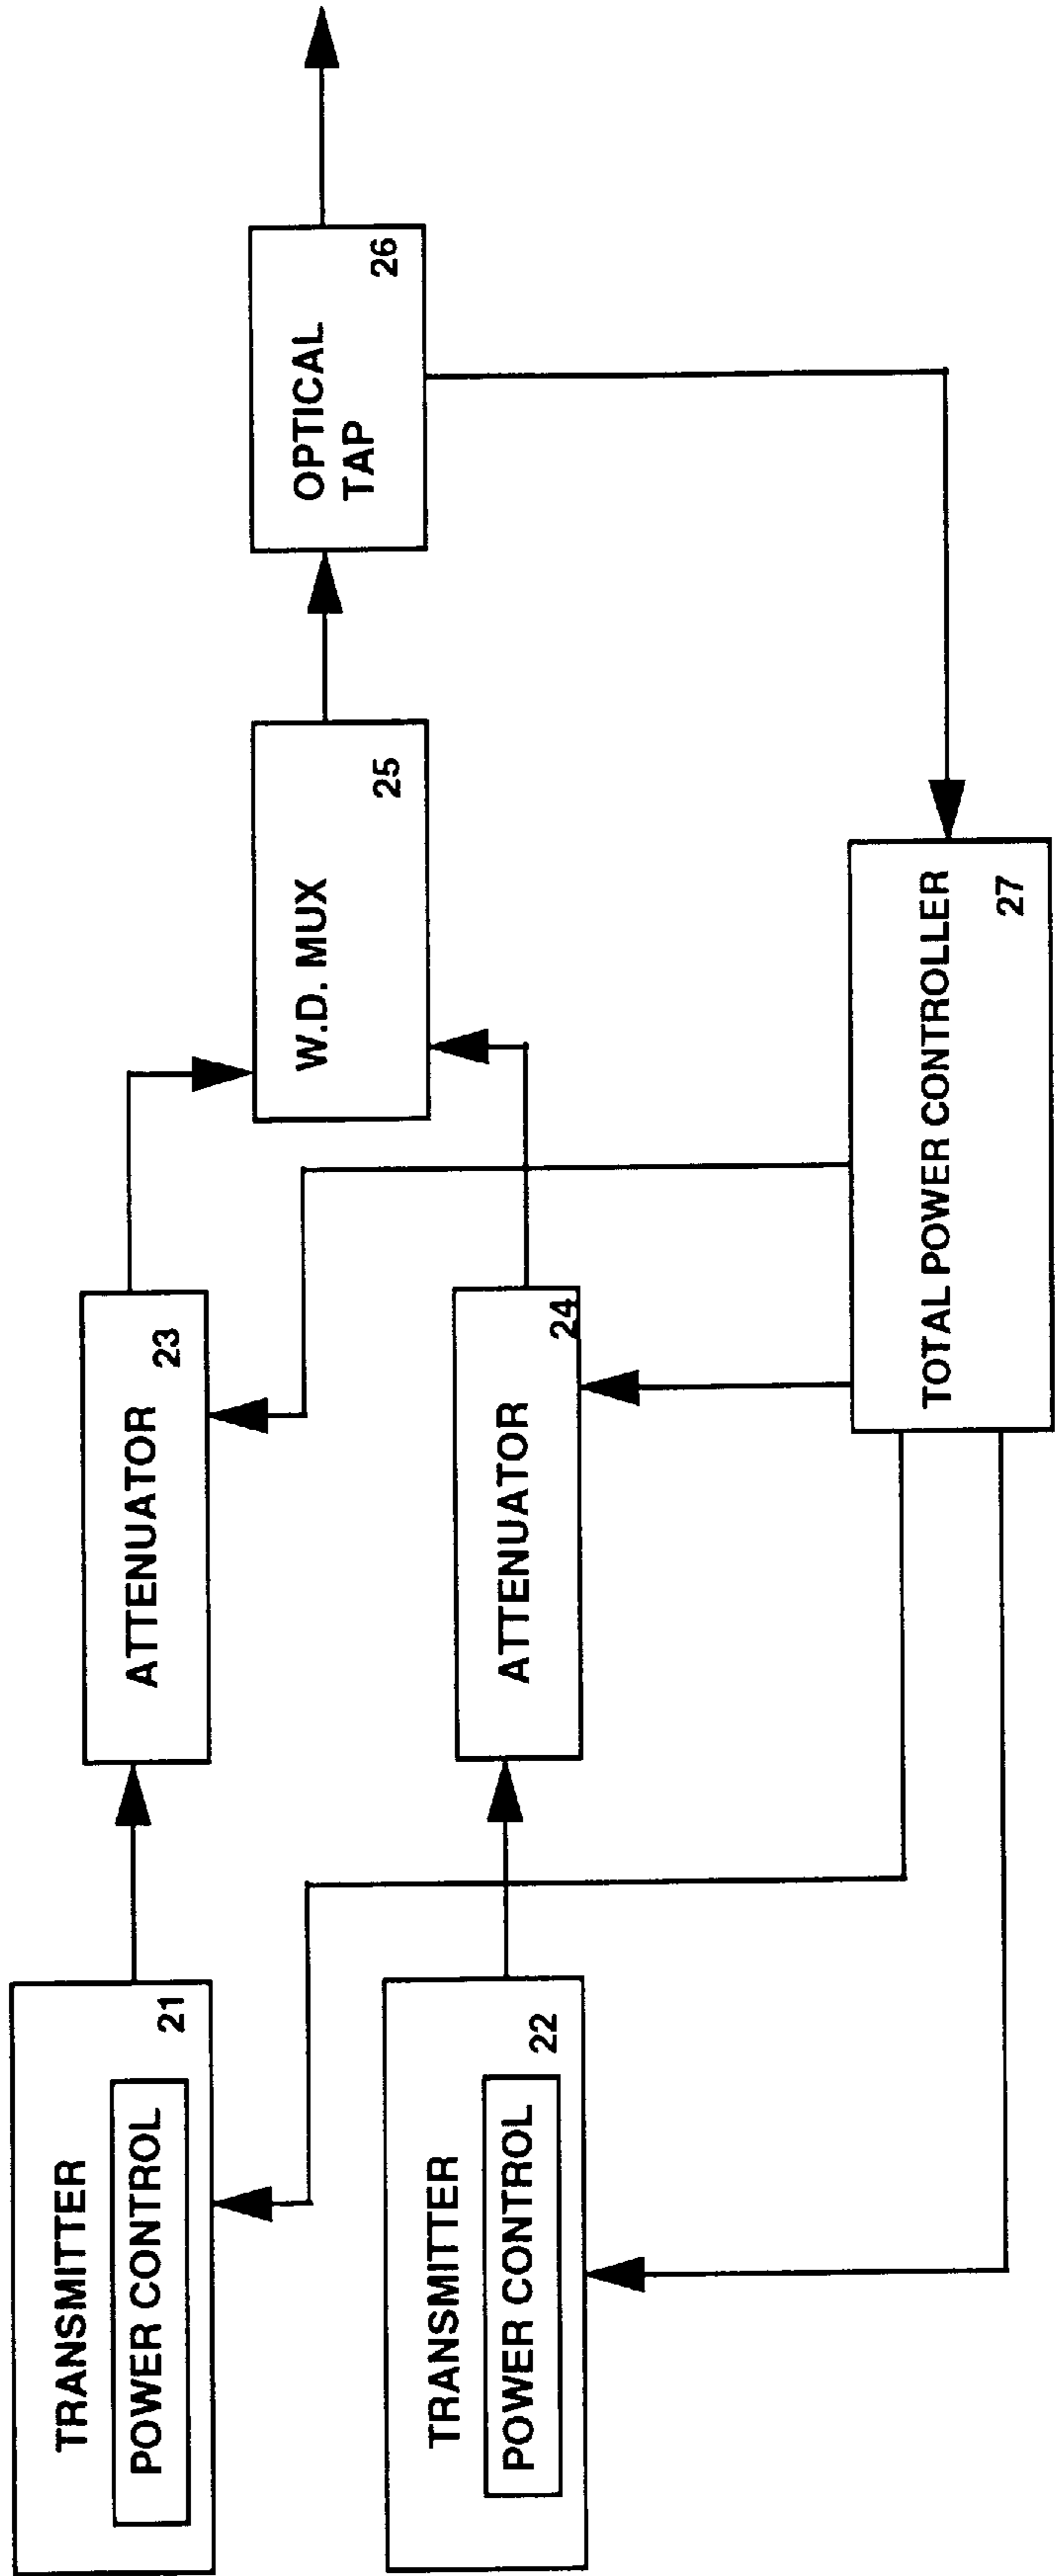 TRANSMITTER
POWER CONTROL
21
ATTENUATOR
23
TRANSMITTER
POWER CONTROL
22
ATTENUATOR
24
W.D. MUX
25
OPTICAL
TAP
26
TOTAL POWER CONTROLLER
27